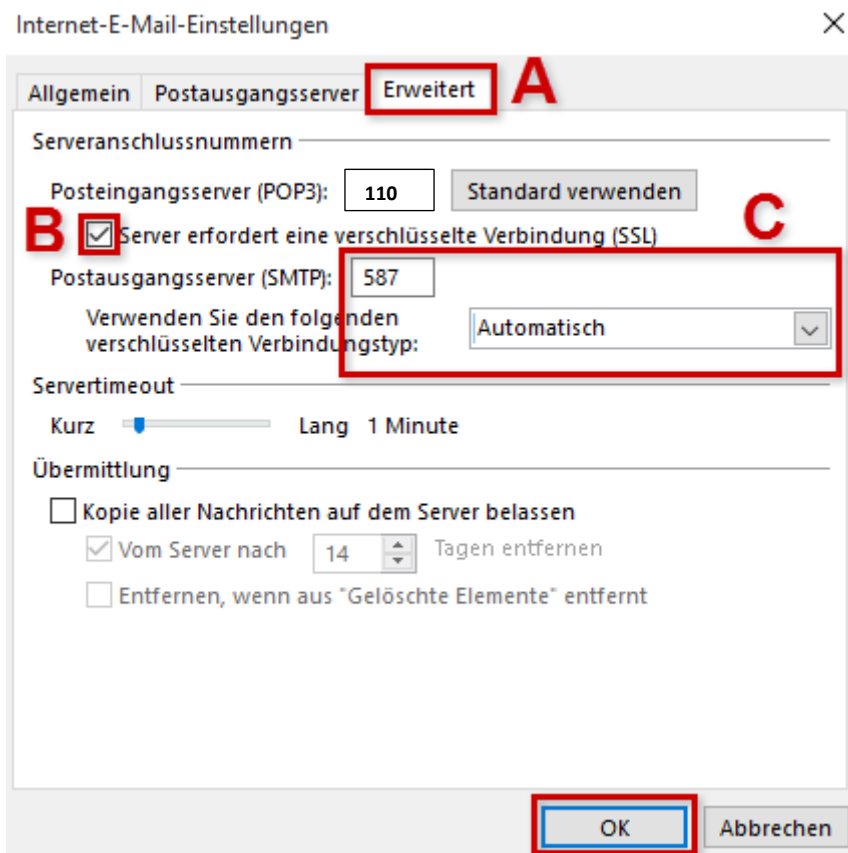 Internet-E-Mail-Einstellungen
Allgemein Postausgangsserver Erweitert A
Serveranschlussnummern
Posteingangsserver (POP3): 110 Standard verwenden
B Server erfordert eine verschlüsselte Verbindung (SSL) C
Postausgangsserver (SMTP): 587
Verwenden Sie den folgenden
verschlüsselten Verbindungstyp: Automatisch
Servertimeout
Kurz Lang 1 Minute
Übermittlung
Kopie aller Nachrichten auf dem Server belassen
Vom Server nach 14 Tagen entfernen
Entfernen, wenn aus "Gelöschte Elemente" entfernt
OK Abbrechen